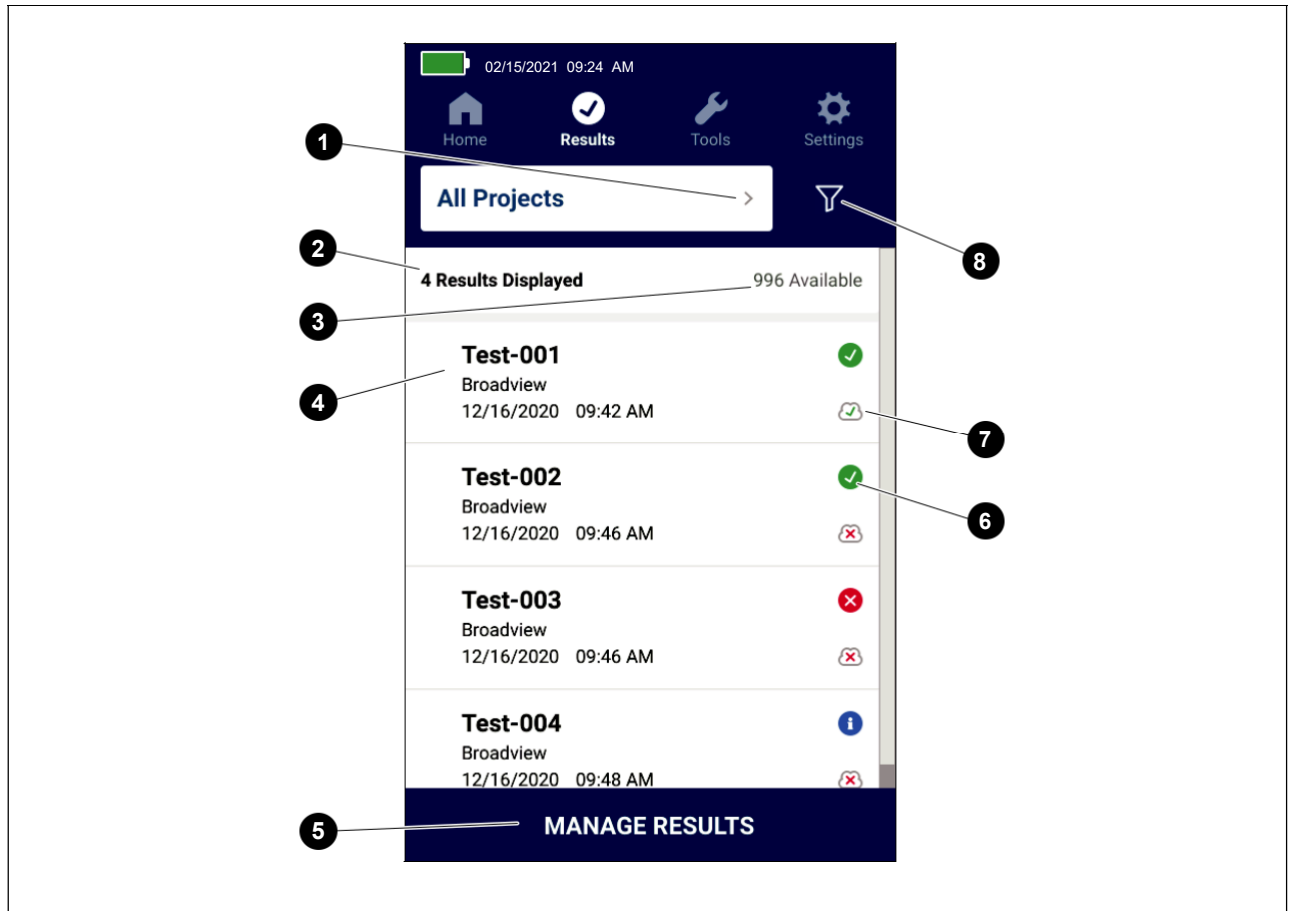 02/15/2021 09:24 AM
Home Results Tools Settings
1
All Projects >
8
2
4 Results Displayed 996 Available
3
Test-001
Broadview
4
12/16/2020 09:42 AM
7
Test-002
Broadview
6
12/16/2020 09:46 AM
Test-003
Broadview
12/16/2020 09:46 AM
Test-004
i
Broadview
12/16/2020 09:48 AM
5
MANAGE RESULTS